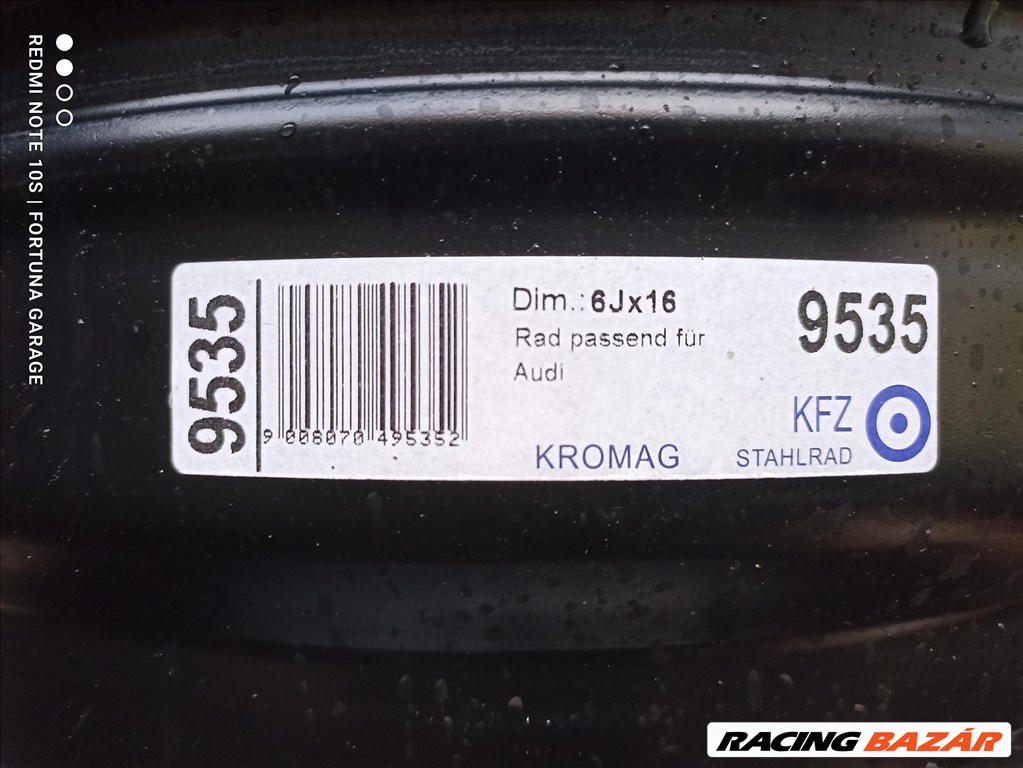 REDMI NOTE 10S | FORTUNA GARAGE
9535
9 008070 495352
Dim.: 6Jx16
Rad passend für
Audi
KROMAG
9535
KFZ
STAHLRAD
RACING BAZÁR